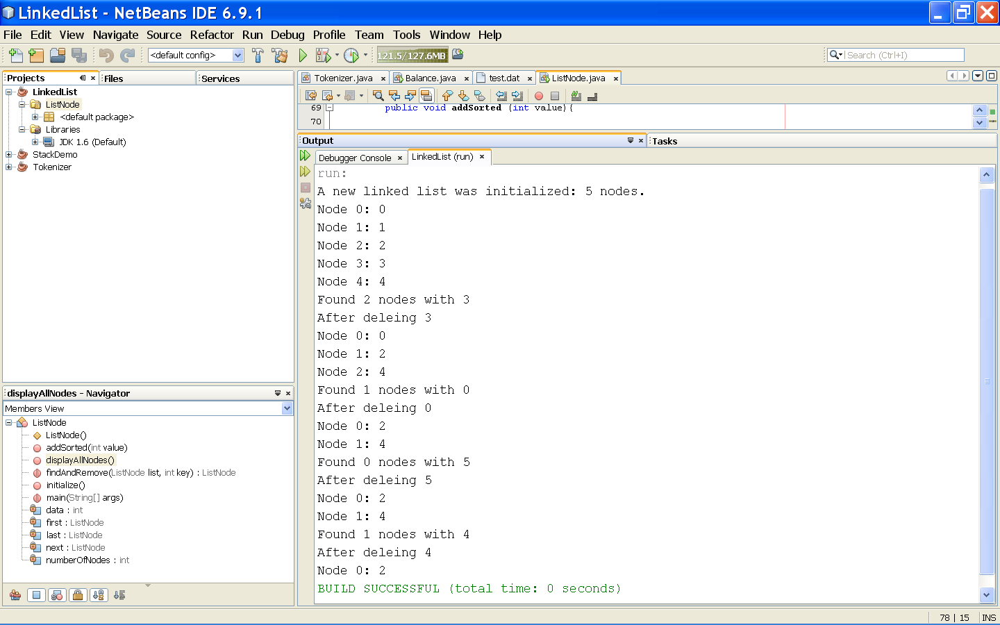 LinkedList - NetBeans IDE 6.9.1
File Edit View Navigate Source Refactor Run Debug Profile Team Tools Window Help
<default config>
121.5/127.6MB
Search (Ctrl+I)
Projects
Files
Services
LinkedList
ListNode
<default package>
Libraries
JDK 1.6 (Default)
StackDemo
Tokenizer
displayAllNodes - Navigator
Members View
ListNode
ListNode()
addSorted(int value)
displayAllNodes()
findAndRemove(ListNode list, int key) : ListNode
initialize()
main(String[] args)
data : int
first : ListNode
last : ListNode
next : ListNode
numberOfNodes : int
Tokenizer.java
Balance.java
test.dat
ListNode.java
69 public void addSorted (int value){
70
Output
Tasks
Debugger Console
LinkedList (run)
run:
A new linked list was initialized: 5 nodes.
Node 0: 0
Node 1: 1
Node 2: 2
Node 3: 3
Node 4: 4
Found 2 nodes with 3
After deleing 3
Node 0: 0
Node 1: 2
Node 2: 4
Found 1 nodes with 0
After deleing 0
Node 0: 2
Node 1: 4
Found 0 nodes with 5
After deleing 5
Node 0: 2
Node 1: 4
Found 1 nodes with 4
After deleing 4
Node 0: 2
BUILD SUCCESSFUL (total time: 0 seconds)
78 | 15 INS